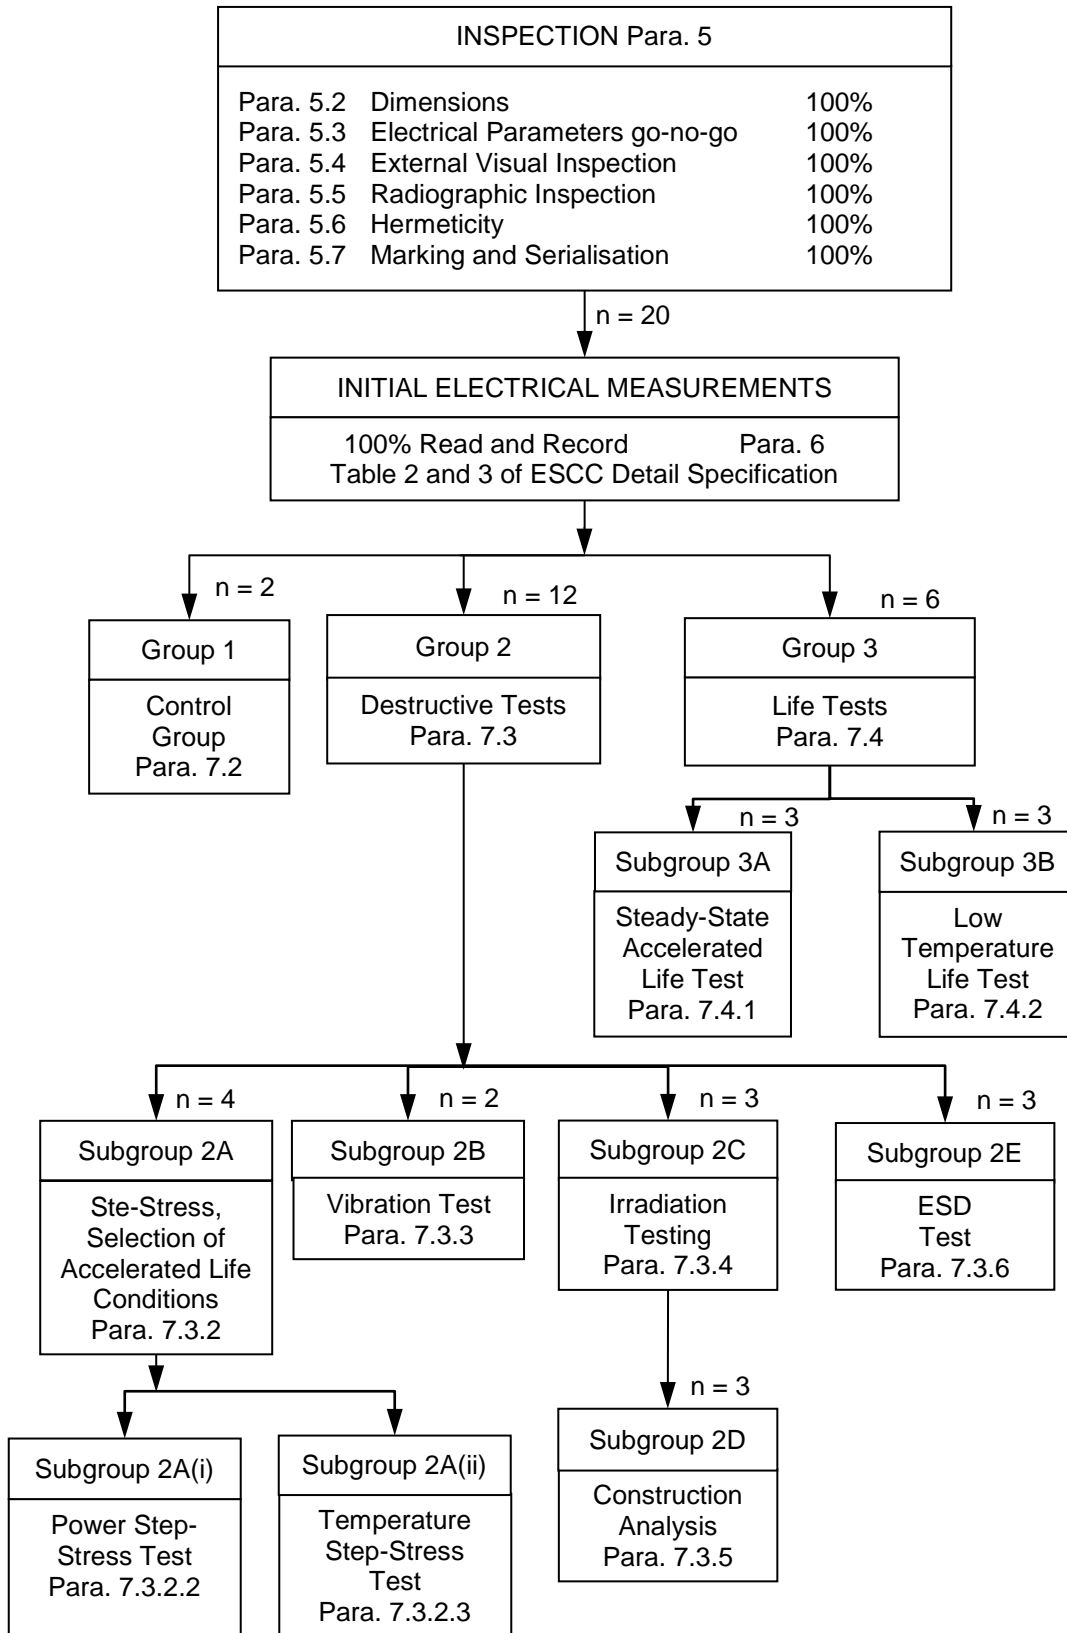 INSPECTION Para. 5
Para. 5.2 Dimensions 100%
Para. 5.3 Electrical Parameters go-no-go 100%
Para. 5.4 External Visual Inspection 100%
Para. 5.5 Radiographic Inspection 100%
Para. 5.6 Hermeticity 100%
Para. 5.7 Marking and Serialisation 100%
n = 20
INITIAL ELECTRICAL MEASUREMENTS
100% Read and Record Para. 6
Table 2 and 3 of ESCC Detail Specification
n = 2
Group 1
Control
Group
Para. 7.2
n = 12
Group 2
Destructive Tests
Para. 7.3
n = 6
Group 3
Life Tests
Para. 7.4
n = 3
Subgroup 3A
Steady-State
Accelerated
Life Test
Para. 7.4.1
n = 3
Subgroup 3B
Low
Temperature
Life Test
Para. 7.4.2
n = 4
Subgroup 2A
Ste-Stress,
Selection of
Accelerated Life
Conditions
Para. 7.3.2
n = 2
Subgroup 2B
Vibration Test
Para. 7.3.3
n = 3
Subgroup 2C
Irradiation
Testing
Para. 7.3.4
n = 3
Subgroup 2E
ESD
Test
Para. 7.3.6
Subgroup 2A(i)
Power Step-
Stress Test
Para. 7.3.2.2
Subgroup 2A(ii)
Temperature
Step-Stress
Test
Para. 7.3.2.3
n = 3
Subgroup 2D
Construction
Analysis
Para. 7.3.5